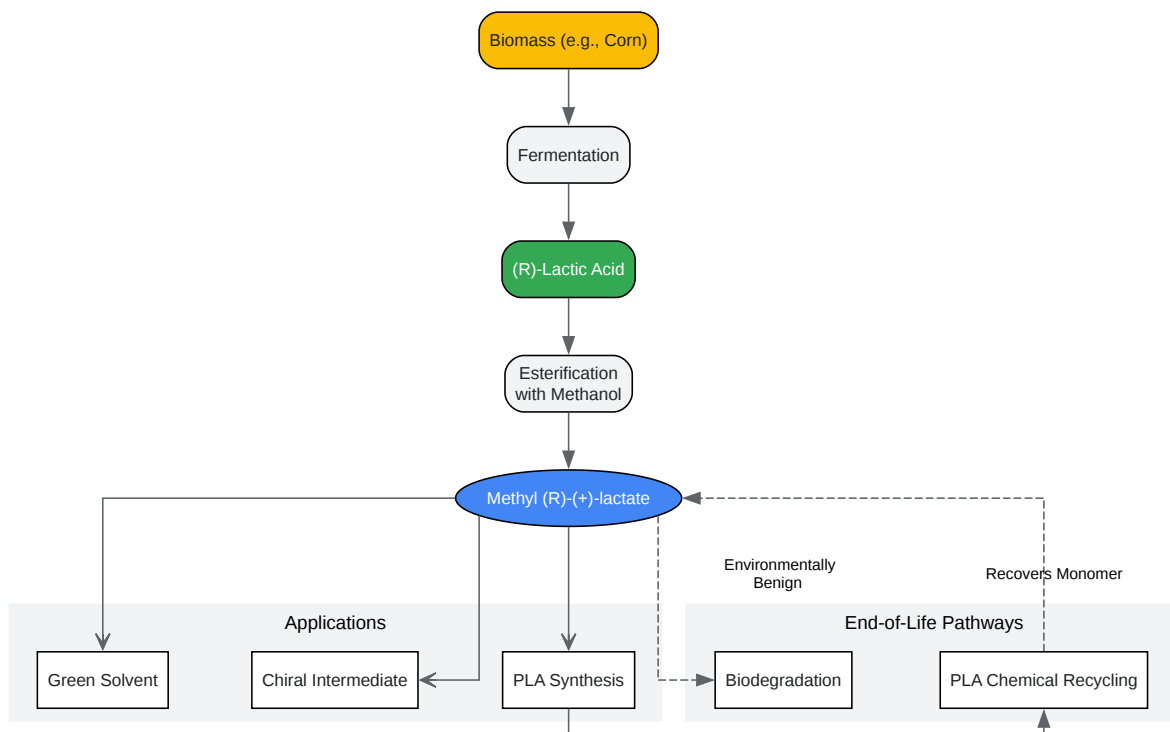 Biomass (e.g., Corn)
Fermentation
(R)-Lactic Acid
Esterification
with Methanol
Methyl (R)-(+)-lactate
Environmentally
Benign
Recovers Monomer
Applications
End-of-Life Pathways
Green Solvent
Chiral Intermediate
PLA Synthesis
Biodegradation
PLA Chemical Recycling